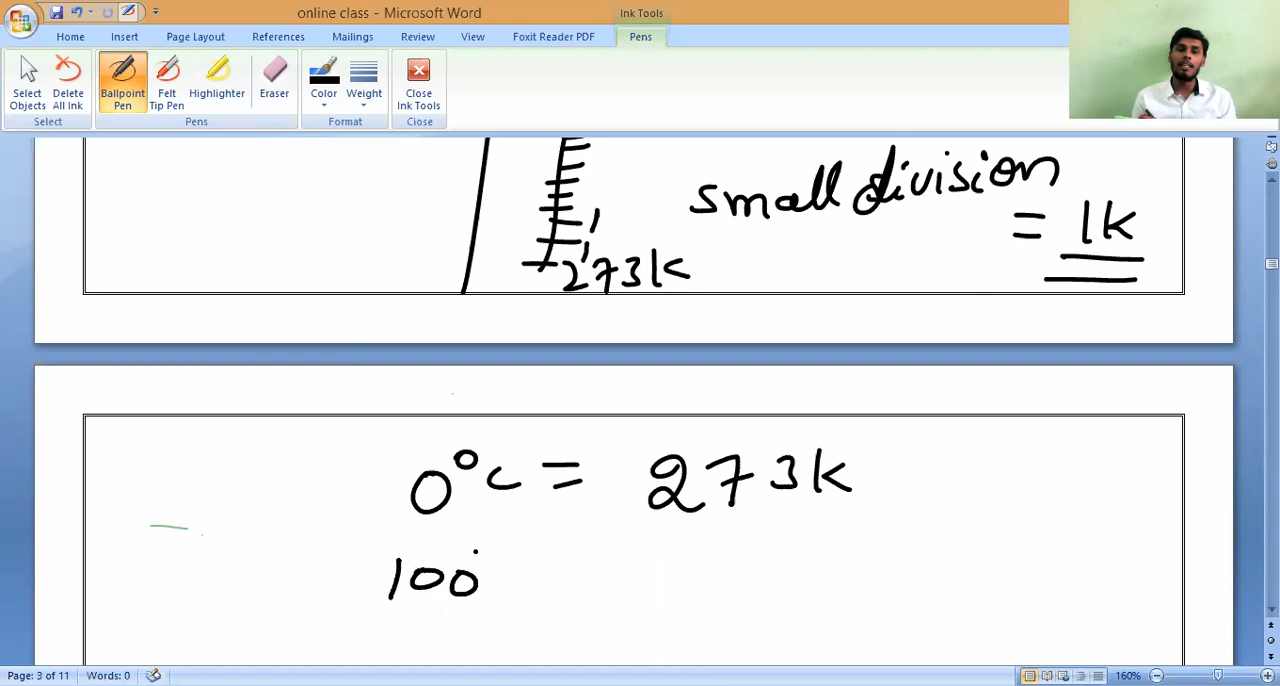 online class - Microsoft Word
Ink Tools
Home Insert Page Layout References Mailings Review View Foxit Reader PDF Pens
Select Objects
Delete All Ink
Ballpoint Pen
Felt Tip Pen
Highlighter
Eraser
Color
Weight
Close Ink Tools
Select Pens Format Close
small division
= 1k
273k
0°c = 273k
100
Page: 3 of 11 Words: 0 160%